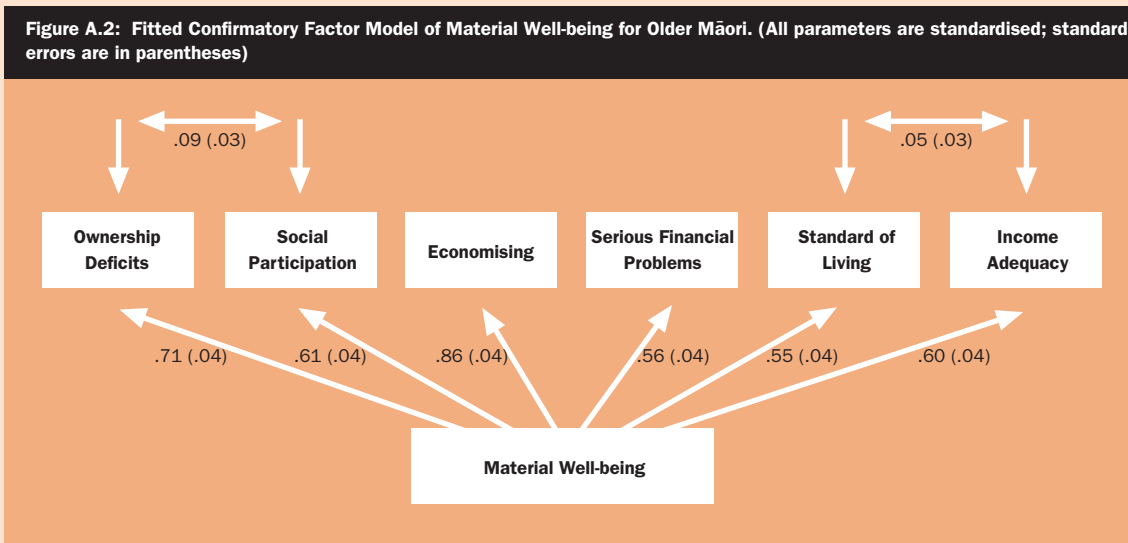 Figure A.2: Fitted Confirmatory Factor Model of Material Well-being for Older Māori. (All parameters are standardised; standard
errors are in parentheses)
.09 (.03)
.05 (.03)
Ownership
Deficits
Social
Participation
Economising
Serious Financial
Problems
Standard of
Living
Income
Adequacy
.71 (.04)
.61 (.04)
.86 (.04)
.56 (.04)
.55 (.04)
.60 (.04)
Material Well-being